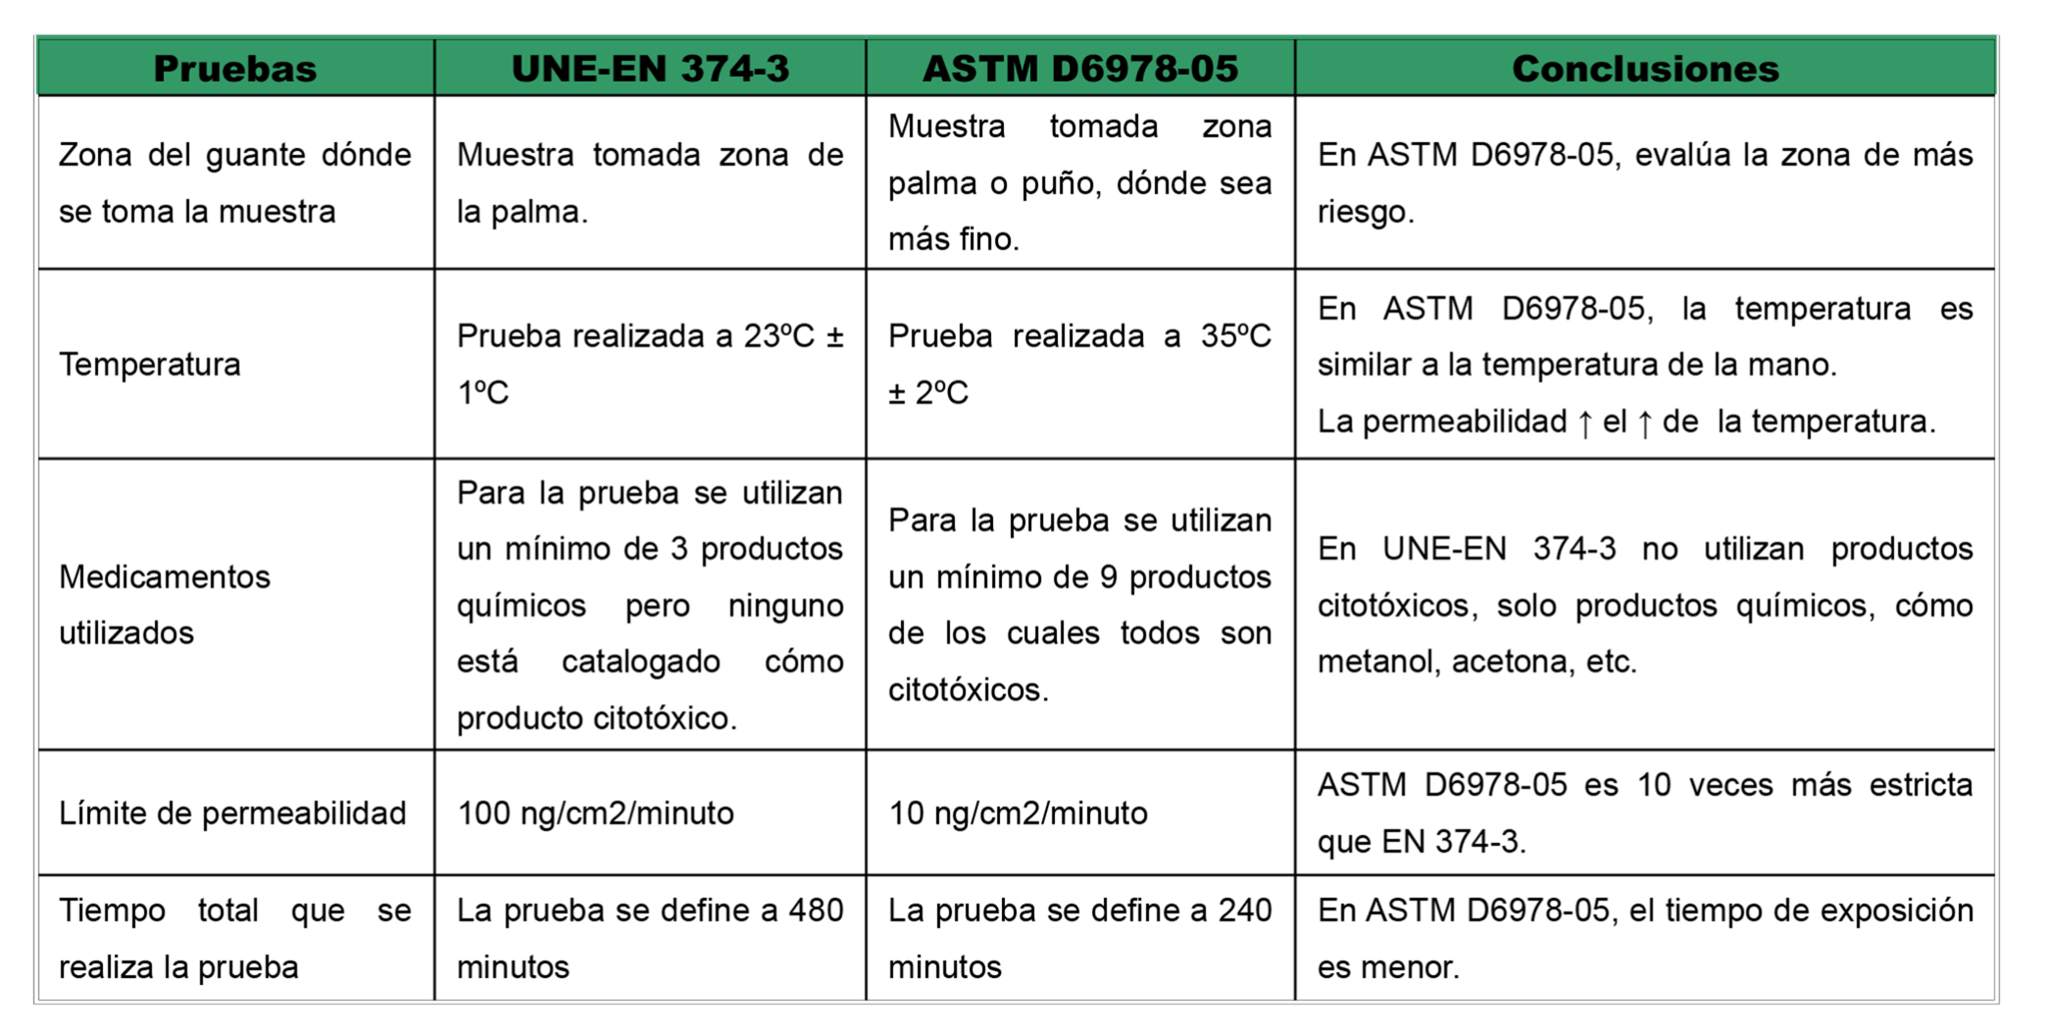 Pruebas
UNE-EN 374-3
ASTM D6978-05
Conclusiones
Zona del guante dónde
se toma la muestra
Muestra tomada zona de
la palma.
Muestra tomada zona
palma o puño, dónde sea
más fino.
En ASTM D6978-05, evalúa la zona de más
riesgo.
Temperatura
Prueba realizada a 23ºC ±
1ºC
Prueba realizada a 35ºC
± 2ºC
En ASTM D6978-05, la temperatura es
similar a la temperatura de la mano.
La permeabilidad ↑ el ↑ de la temperatura.
Medicamentos
utilizados
Para la prueba se utilizan
un mínimo de 3 productos
químicos pero ninguno
está catalogado cómo
producto citotóxico.
Para la prueba se utilizan
un mínimo de 9 productos
de los cuales todos son
citotóxicos.
En UNE-EN 374-3 no utilizan productos
citotóxicos, solo productos químicos, cómo
metanol, acetona, etc.
Límite de permeabilidad
100 ng/cm2/minuto
10 ng/cm2/minuto
ASTM D6978-05 es 10 veces más estricta
que EN 374-3.
Tiempo total que se
realiza la prueba
La prueba se define a 480
minutos
La prueba se define a 240
minutos
En ASTM D6978-05, el tiempo de exposición
es menor.